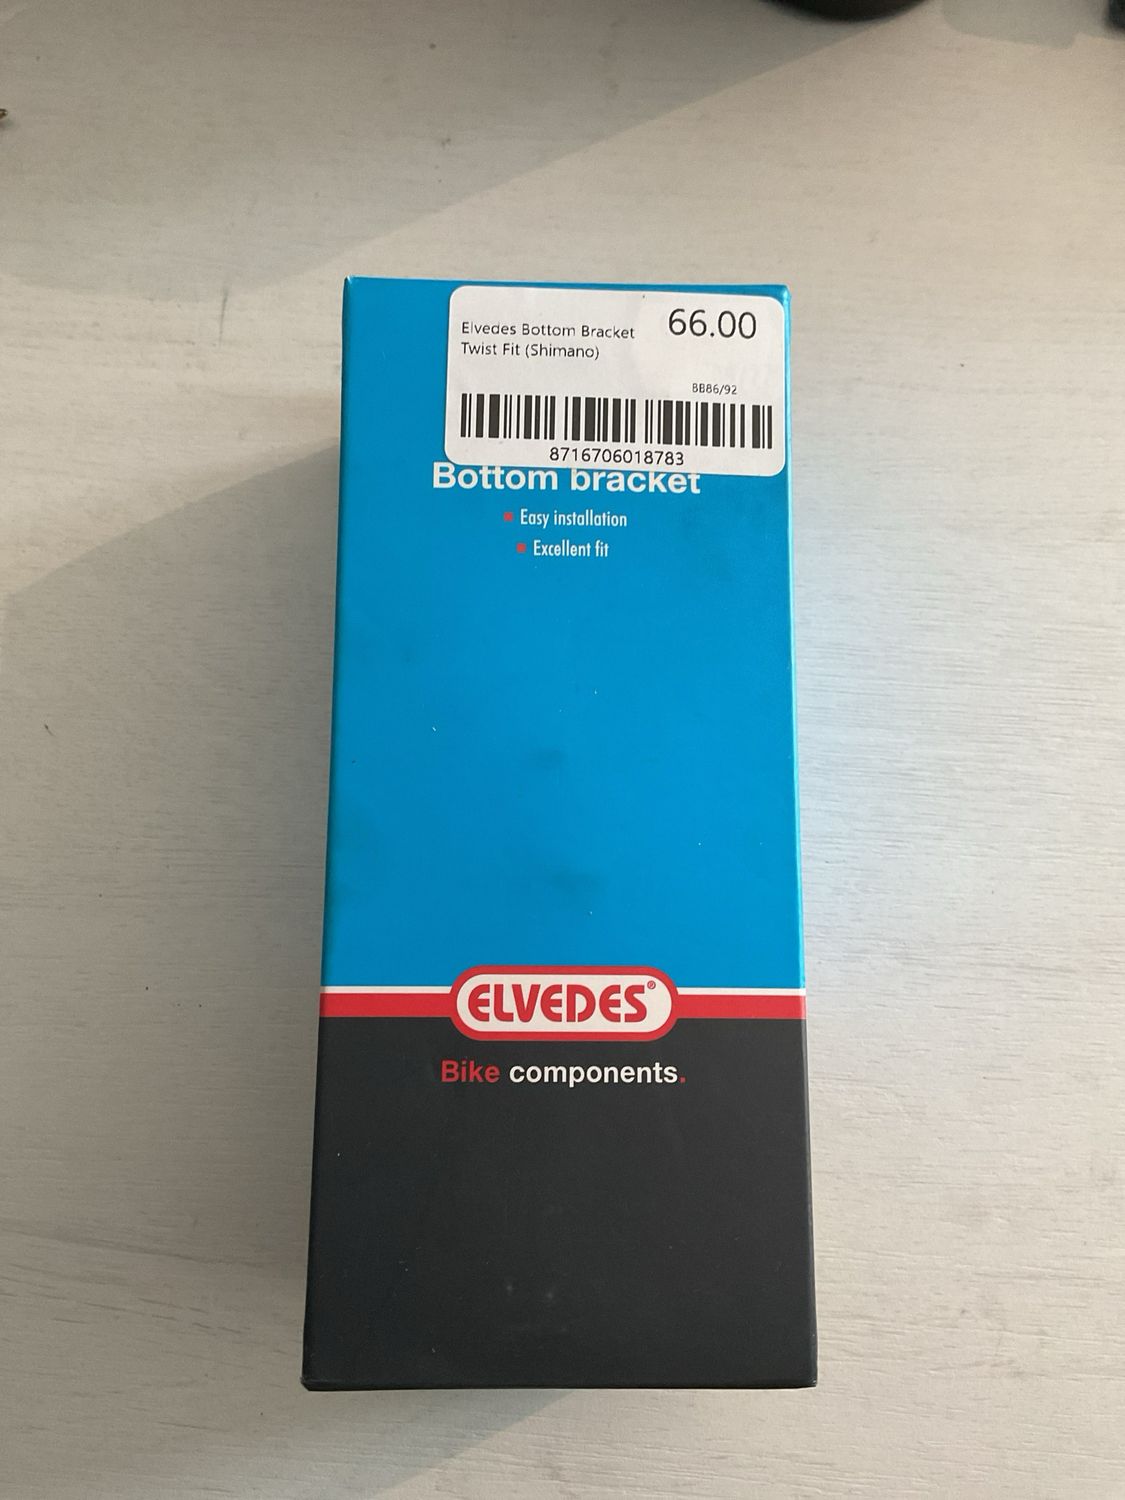 Elvedes Bottom Bracket 66.00
Twist Fit (Shimano)
BB86/92
8716706018783
Bottom bracket
Easy installation
Excellent fit
ELVEDES®
Bike components.